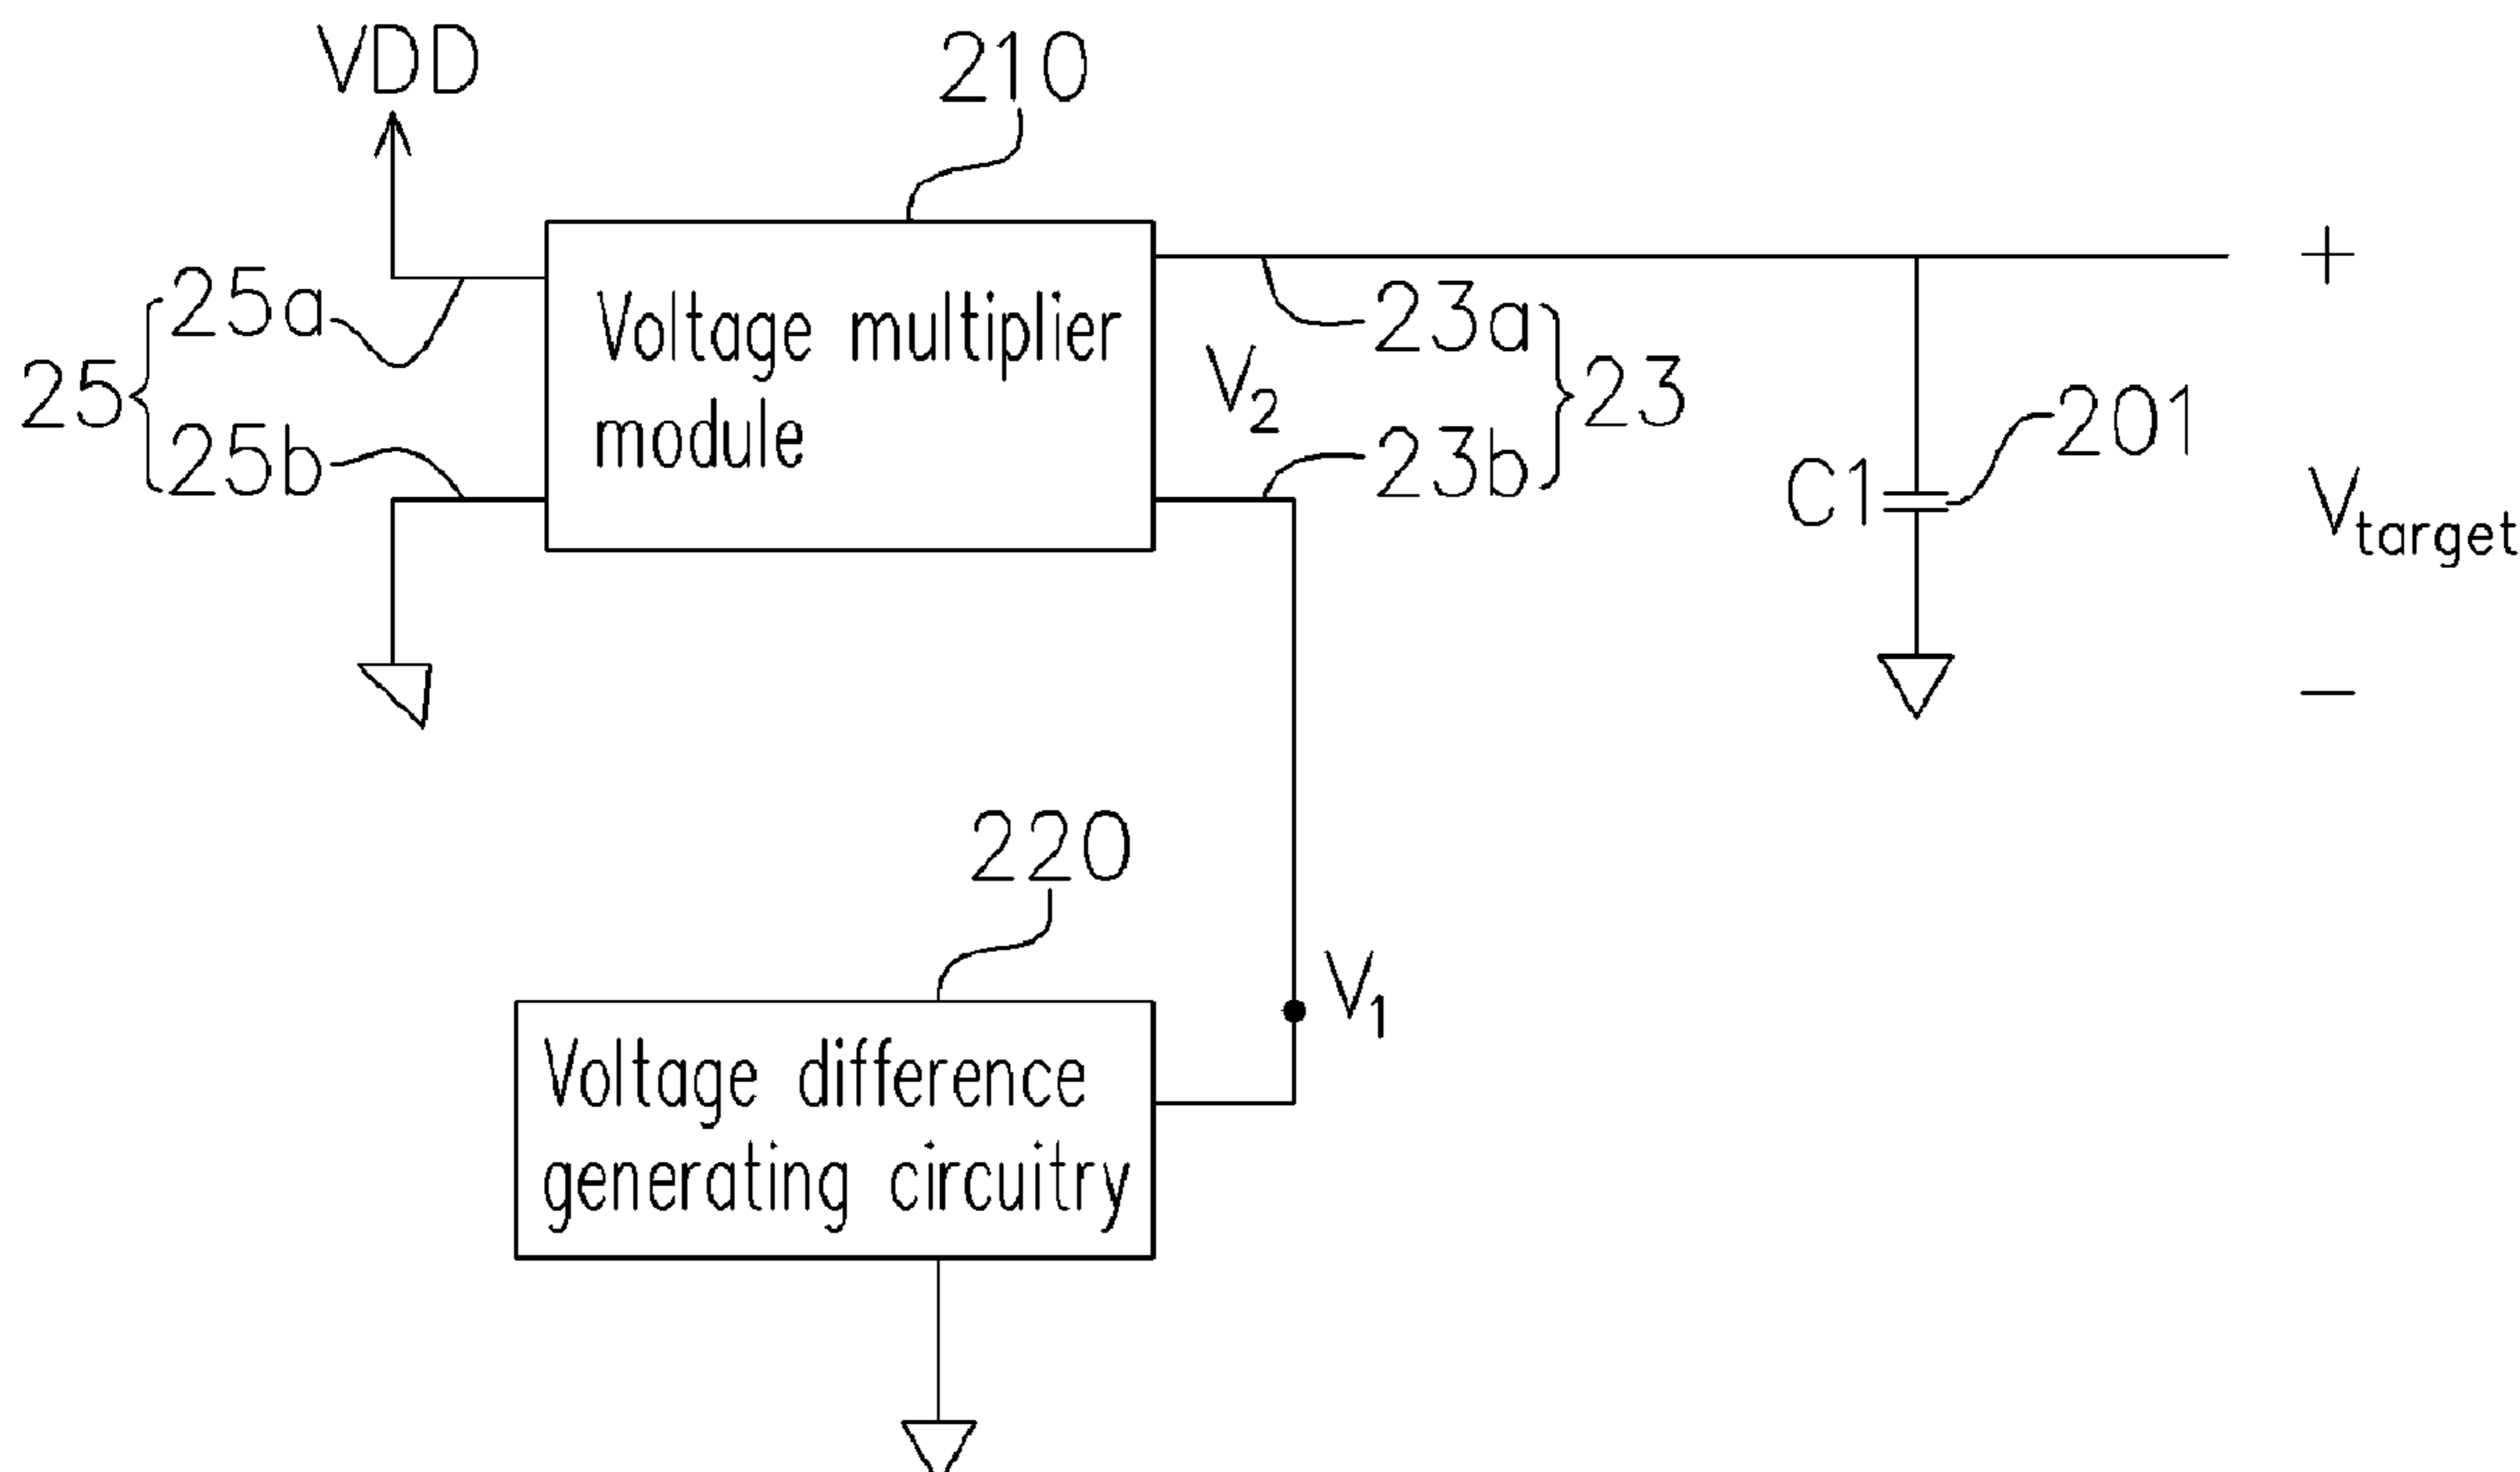 VDD
210
25a
25
25b
Voltage multiplier
module
23a
V2
23
23b
201
C1
+
Vtarget
−
220
V1
Voltage difference
generating circuitry